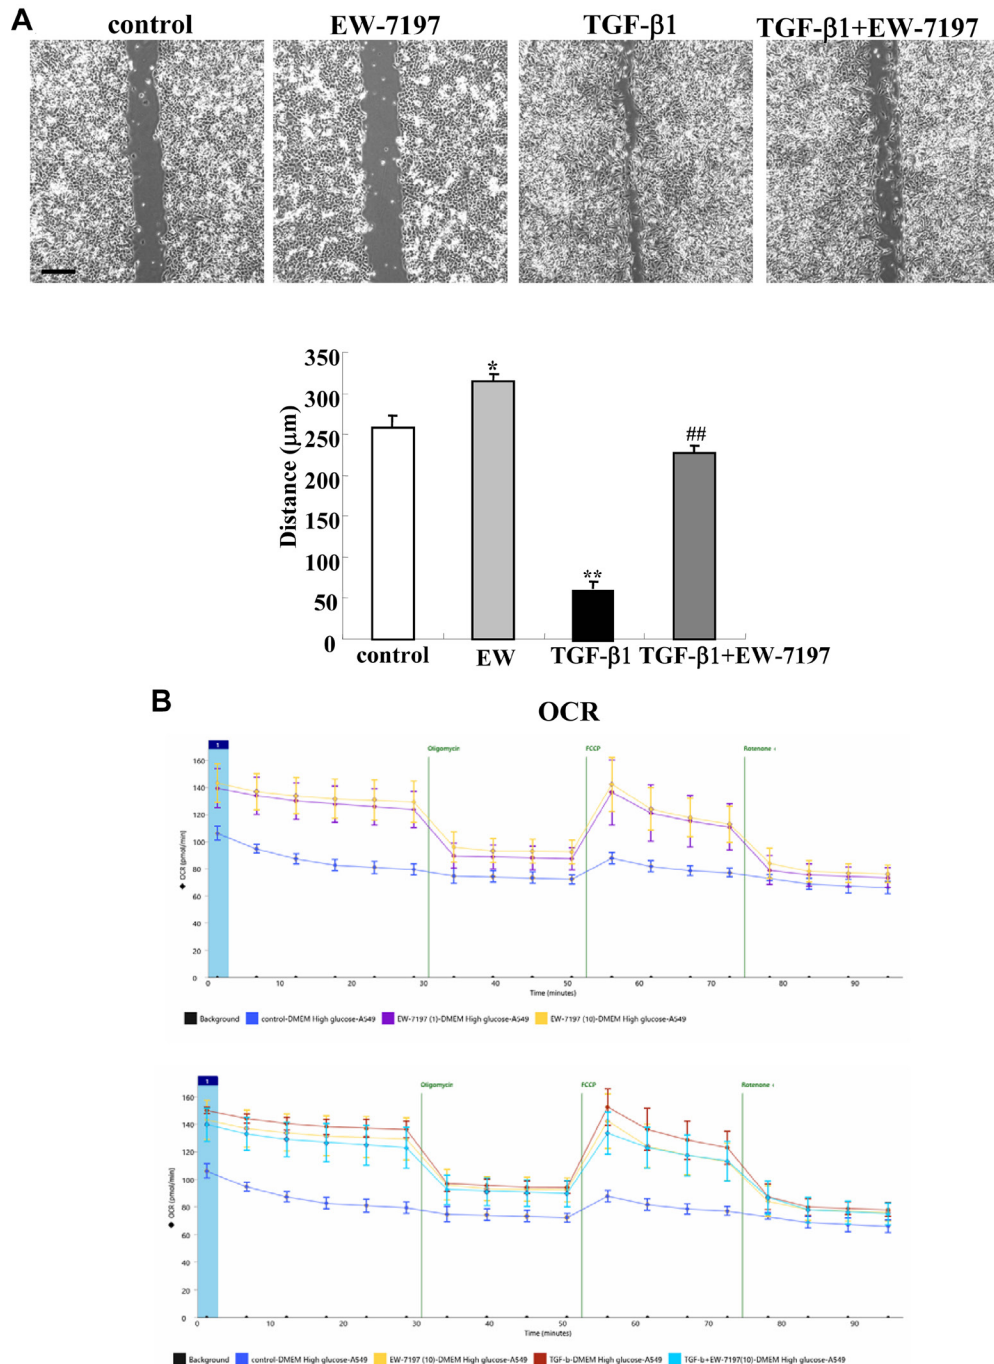 A
control EW-7197 TGF-β1 TGF-β1+EW-7197
350
300
250
200
150
100
50
0
Distance (μm)
*
**
##
control EW TGF-β1 TGF-β1+EW-7197
B
OCR
1
Oligomycin FCCP Rotenone +
160
140
120
100
80
60
40
20
0
OCR (pmol/min)
0 10 20 30 40 50 60 70 80 90
Time (minutes)
Background control-DMEM High glucose-A549 EW-7197 (1)-DMEM High glucose-A549 EW-7197 (10)-DMEM High glucose-A549
1
Oligomycin FCCP Rotenone +
160
140
120
100
80
60
40
20
0
OCR (pmol/min)
0 10 20 30 40 50 60 70 80 90
Time (minutes)
Background control-DMEM High glucose-A549 EW-7197 (10)-DMEM High glucose-A549 TGF-b-DMEM High glucose-A549 TGF-b+EW-7197(10)-DMEM High glucose-A549